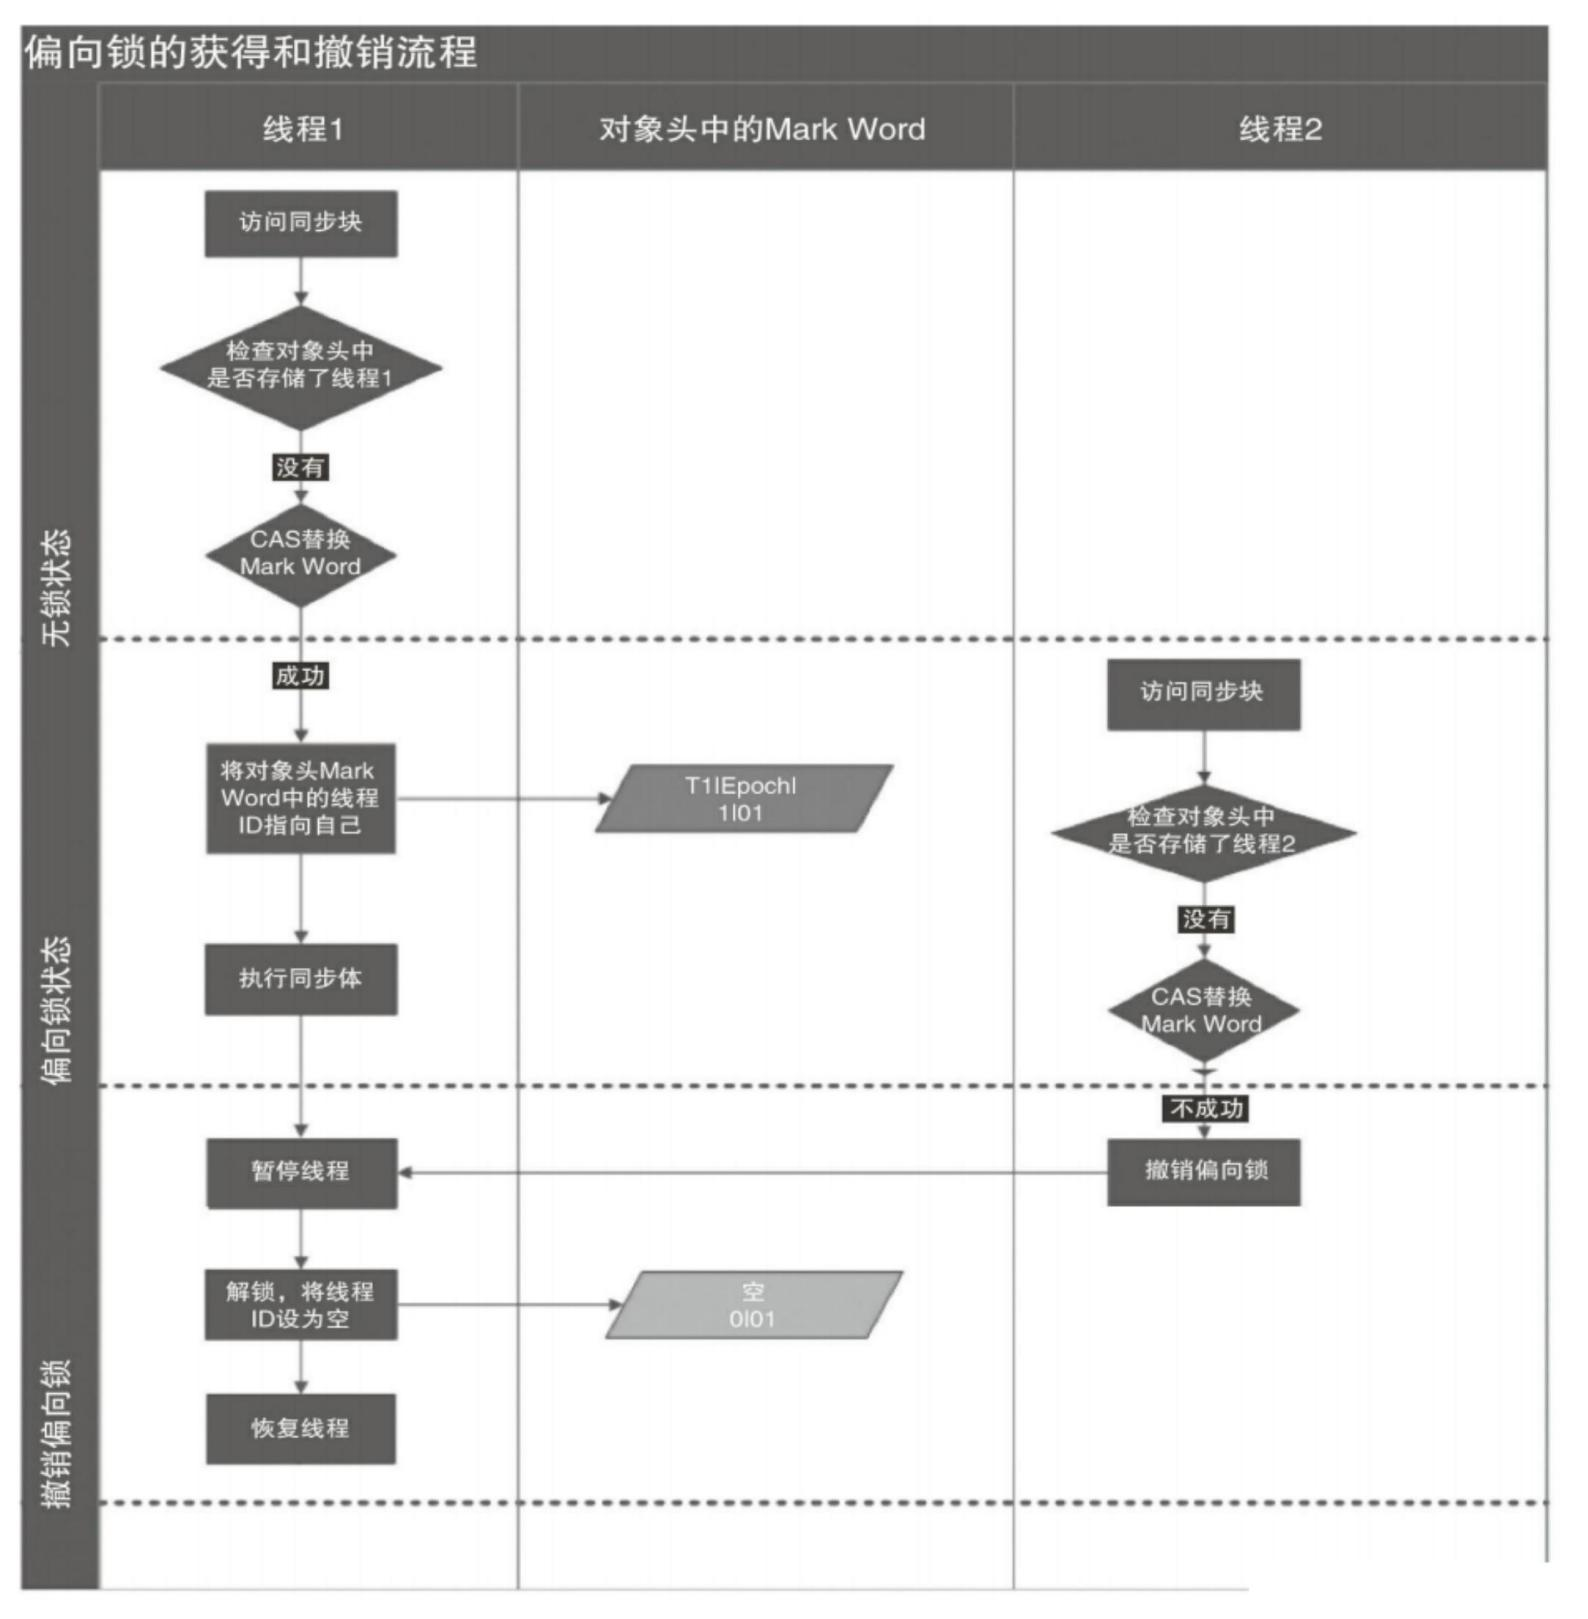 偏向锁的获得和撤销流程
线程1
对象头中的Mark Word
线程2
无锁状态
访问同步块
检查对象头中
是否存储了线程1
没有
CAS替换
Mark Word
偏向锁状态
成功
将对象头Mark
Word中的线程
ID指向自己
T1|Epoch|
1|01
执行同步体
访问同步块
检查对象头中
是否存储了线程2
没有
CAS替换
Mark Word
撤销偏向锁
不成功
撤销偏向锁
暂停线程
解锁，将线程
ID设为空
空
0|01
恢复线程